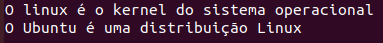 O linux é o kernel do sistema operacional
O Ubuntu é uma distribuição Linux